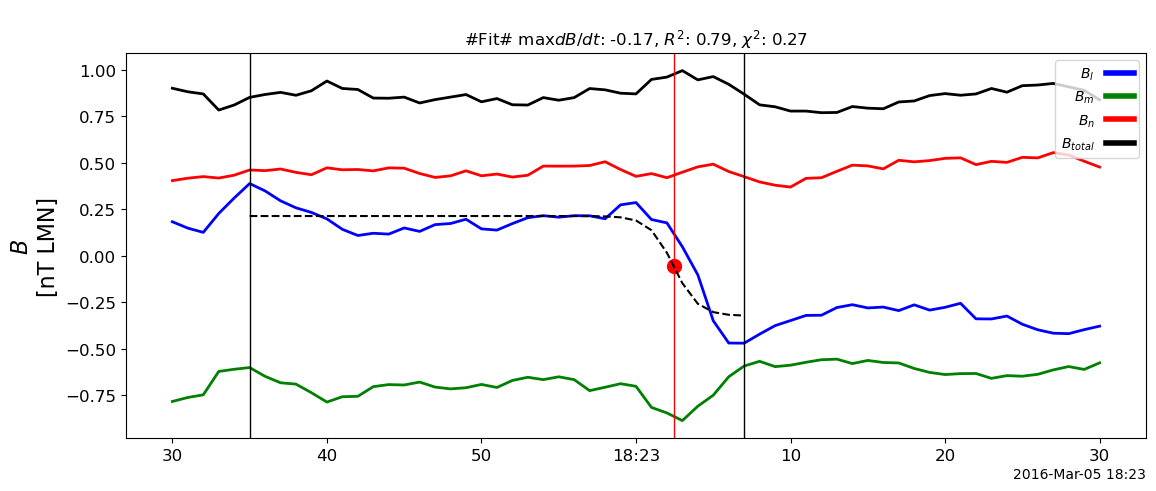 #Fit# maxdB/dt: -0.17, R²: 0.79, χ²: 0.27
B
[nT LMN]
1.00
0.75
0.50
0.25
0.00
−0.25
−0.50
−0.75
B_l
B_m
B_n
B_total
30 40 50 18:23 10 20 30
2016-Mar-05 18:23